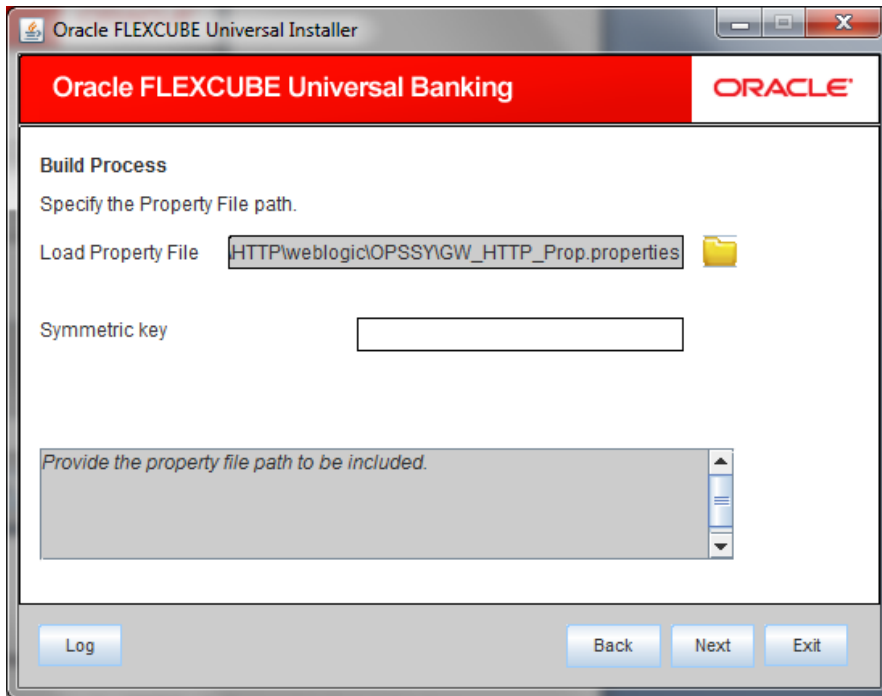 Oracle FLEXCUBE Universal Installer
Oracle FLEXCUBE Universal Banking
ORACLE
Build Process
Specify the Property File path.
Load Property File \HTTP\weblogic\OPSSY\GW_HTTP_Prop.properties
Symmetric key
Provide the property file path to be included.
Log Back Next Exit